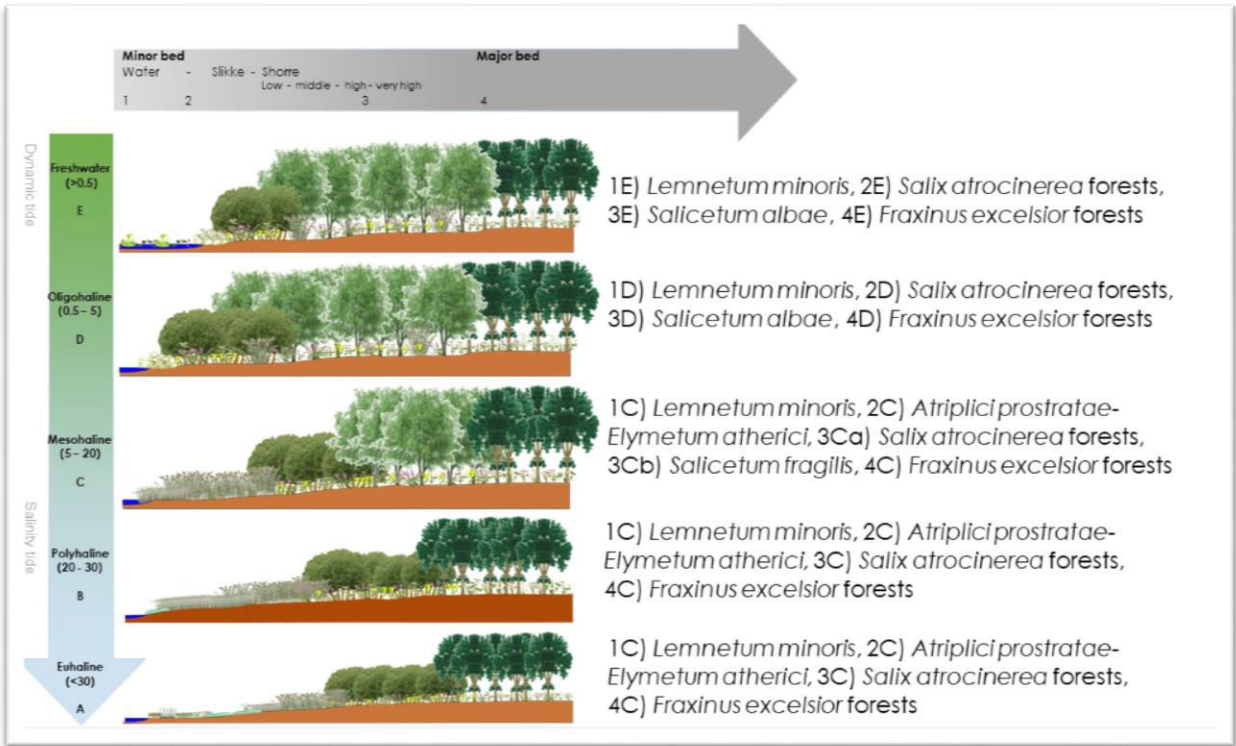 Minor bed Major bed
Water - Slikke - Shorre
Low - middle - high - very high
1 2 3 4
Dynamic tide
Freshwater
(>0.5)
E
1E) Lemnetum minoris, 2E) Salix atrocinerea forests,
3E) Salicetum albae, 4E) Fraxinus excelsior forests
Oligohaline
(0.5 – 5)
D
1D) Lemnetum minoris, 2D) Salix atrocinerea forests,
3D) Salicetum albae, 4D) Fraxinus excelsior forests
Mesohaline
(5 – 20)
C
1C) Lemnetum minoris, 2C) Atriplici prostratae-
Elymetum atherici, 3Ca) Salix atrocinerea forests,
3Cb) Salicetum fragilis, 4C) Fraxinus excelsior forests
Salinity tide
Polyhaline
(20 - 30)
B
1C) Lemnetum minoris, 2C) Atriplici prostratae-
Elymetum atherici, 3C) Salix atrocinerea forests,
4C) Fraxinus excelsior forests
Euhaline
(<30)
A
1C) Lemnetum minoris, 2C) Atriplici prostratae-
Elymetum atherici, 3C) Salix atrocinerea forests,
4C) Fraxinus excelsior forests